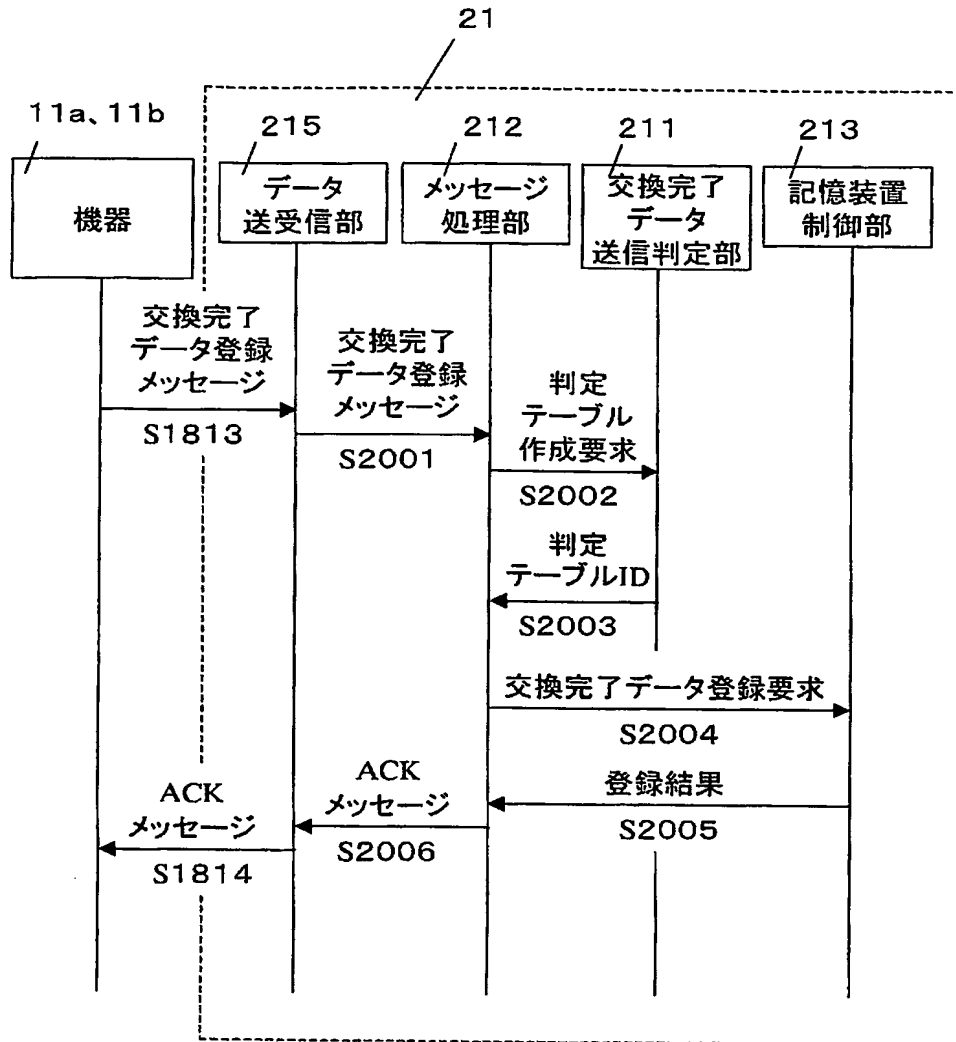 21
11a、11b
215
212
211
213
機器
データ
送受信部
メッセージ
処理部
交換完了
データ
送信判定部
記憶装置
制御部
交換完了
データ登録
メッセージ
S1813
交換完了
データ登録
メッセージ
S2001
判定
テーブル
作成要求
S2002
判定
テーブルID
S2003
交換完了データ登録要求
S2004
登録結果
S2005
ACK
メッセージ
S2006
ACK
メッセージ
S1814